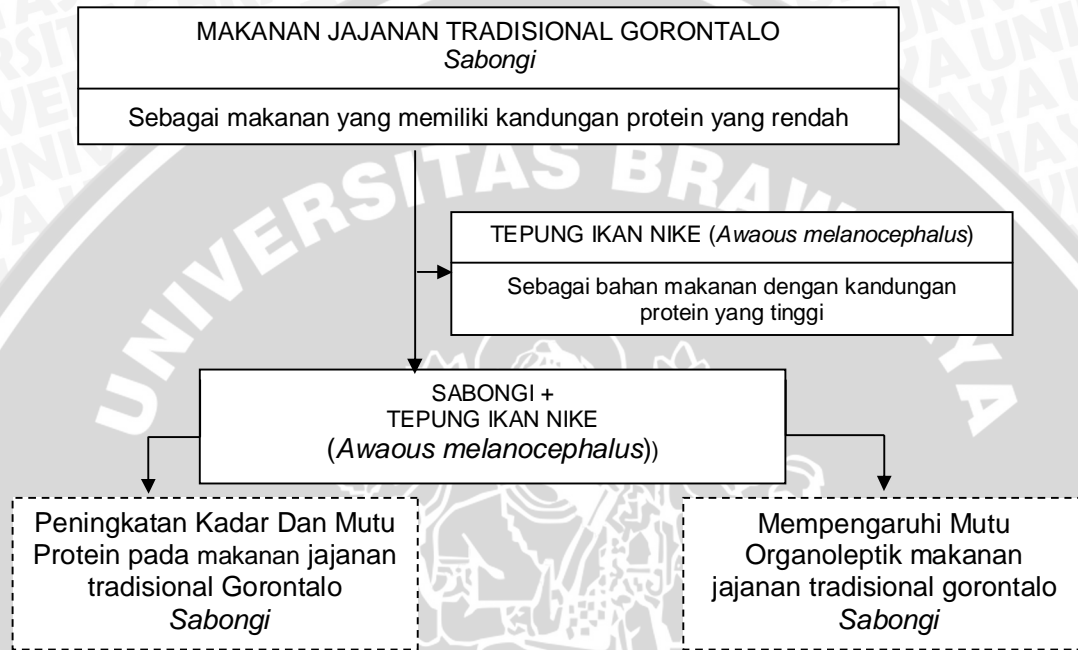 MAKANAN JAJANAN TRADISIONAL GORONTALO
Sabongi
Sebagai makanan yang memiliki kandungan protein yang rendah
UNIVERSITAS BRAWIJAYA
TEPUNG IKAN NIKE (Awaous melanocephalus)
Sebagai bahan makanan dengan kandungan
protein yang tinggi
SABONGI +
TEPUNG IKAN NIKE
(Awaous melanocephalus))
Peningkatan Kadar Dan Mutu
Protein pada makanan jajanan
tradisional Gorontalo
Sabongi
Mempengaruhi Mutu
Organoleptik makanan
jajanan tradisional gorontalo
Sabongi